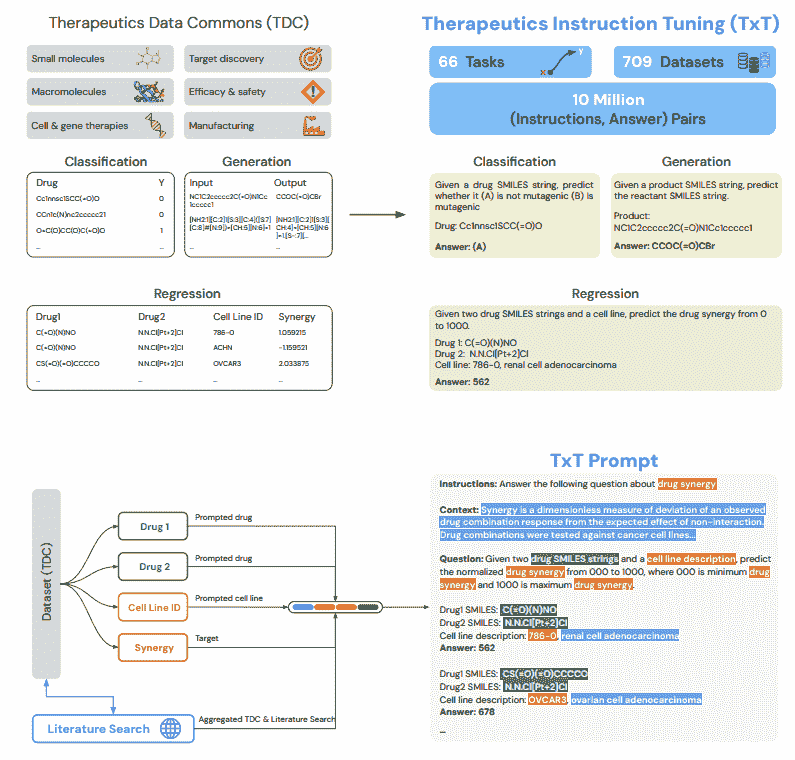 Therapeutics Data Commons (TDC)
Small molecules
Target discovery
Macromolecules
Efficacy & safety
Cell & gene therapies
Manufacturing
Classification
Drug Y
Cc1nnsc1SCC(=O)O 0
CCn1c(N)nc2ccccc21 0
O=C(O)CC(O)C(=O)O 1
...
Generation
Input Output
NC1C2ccccc2C(=O)N1Cc CCOC(=O)CBr
1ccccc1
...
Regression
Drug1 Drug2 Cell Line ID Synergy
C(=O)(N)NO N.N.Cl[Pt+2]Cl 786-0 1.059215
C(=O)(N)NO N.N.Cl[Pt+2]Cl ACHN -1.159521
CS(=O)(=O)CCCCO N.N.Cl[Pt+2]Cl OVCAR3 2.033875
... ... ... ...
Therapeutics Instruction Tuning (TxT)
66 Tasks
X Y
709 Datasets
10 Million
(Instructions, Answer) Pairs
Classification
Given a drug SMILES string, predict
whether it (A) is not mutagenic (B) is
mutagenic
Drug: Cc1nnsc1SCC(=O)O
Answer: (A)
Generation
Given a product SMILES string, predict
the reactant SMILES string.
Product:
NC1C2ccccc2C(=O)N1Cc1ccccc1
Answer: CCOC(=O)CBr
Regression
Given two drug SMILES strings and a cell line, predict the drug synergy from 0
to 1000.
Drug 1: C(=O)(N)NO
Drug 2: N.N.Cl[Pt+2]Cl
Cell line: 786-0, renal cell adenocarcinoma
Answer: 562
Dataset (TDC)
Drug 1
Prompted drug
Drug 2
Prompted drug
Cell Line ID
Prompted cell line
Synergy
Target
Literature Search
Aggregated TDC & Literature Search
TxT Prompt
Instructions: Answer the following question about drug synergy
Context: Synergy is a dimensionless measure of deviation of an observed
drug combination response from the expected effect of non-interaction.
Drug combinations were tested against cancer cell lines...
Question: Given two drug SMILES strings and a cell line description, predict
the normalized drug synergy from 000 to 1000, where 000 is minimum drug
synergy and 1000 is maximum drug synergy.
Drug1 SMILES: C(=O)(N)NO
Drug2 SMILES: N.N.Cl[Pt+2]Cl
Cell line description: 786-0, renal cell adenocarcinoma
Answer: 562
Drug1 SMILES: CS(=O)(=O)CCCCO
Drug2 SMILES: N.N.Cl[Pt+2]Cl
Cell line description: OVCAR3, ovarian cell adenocarcinoma
Answer: 678
...